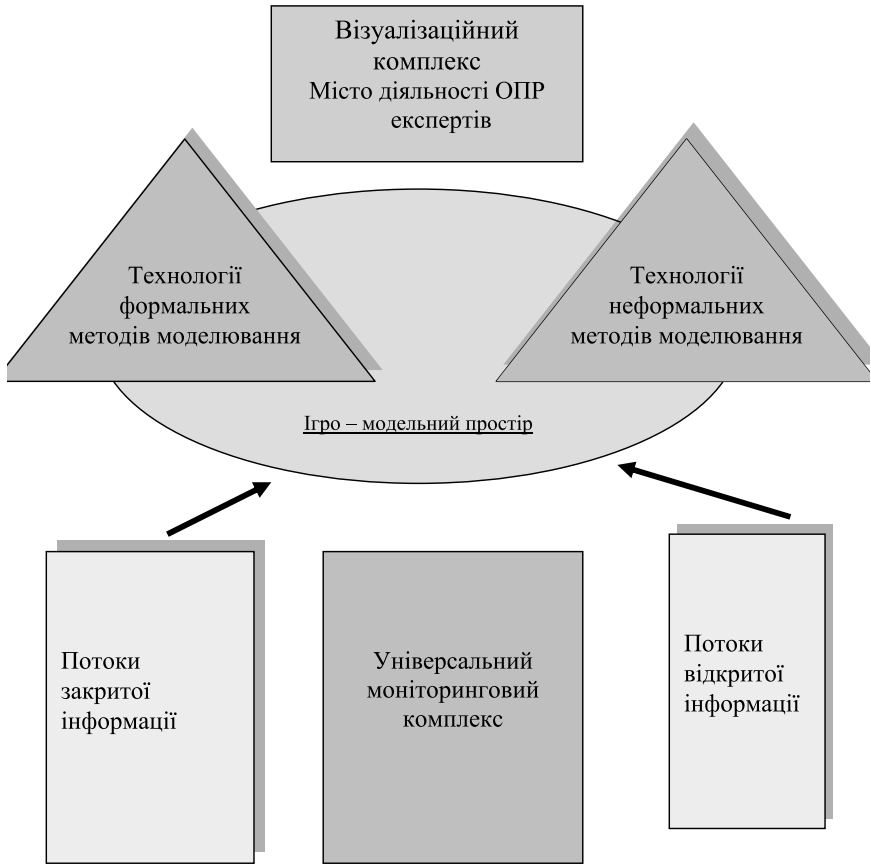 Візуалізаційний
комплекс
Місто діяльності ОПР
експертів
Технології
формальних
методів моделювання
Технології
неформальних
методів моделювання
Ігро – модельний простір
Потоки
закритої
інформації
Універсальний
моніторинговий
комплекс
Потоки
відкритої
інформації